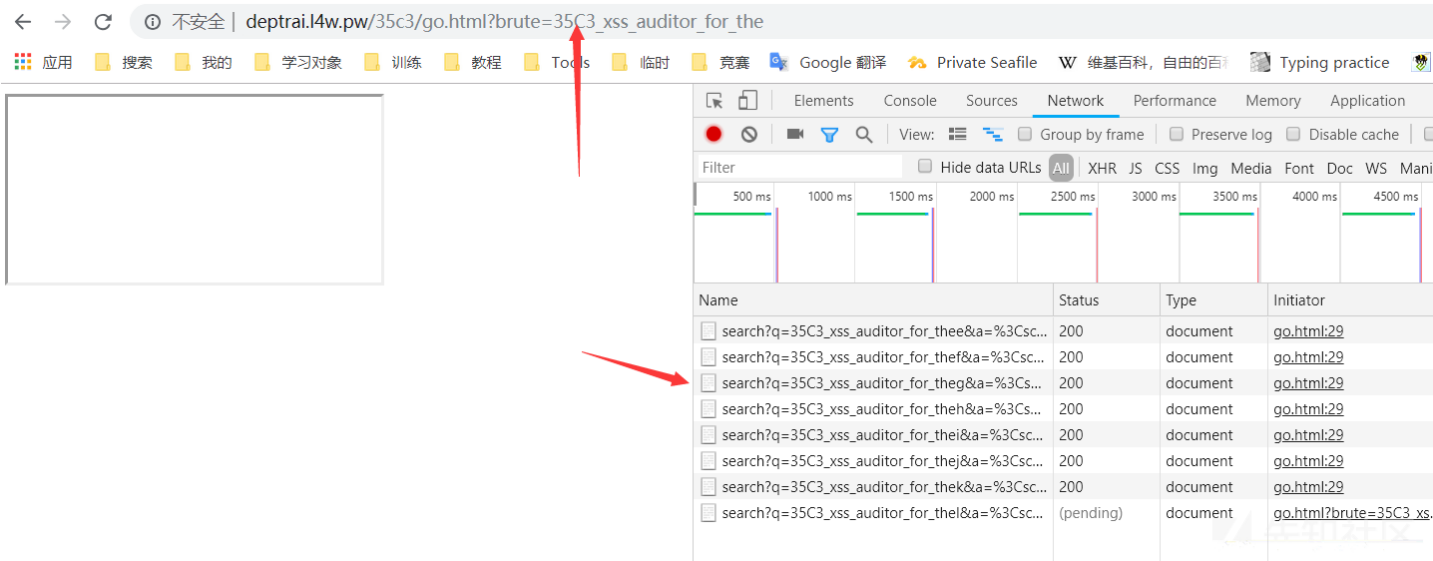 不安全 | deptrai.l4w.pw/35c3/go.html?brute=35C3_xss_auditor_for_the
应用 搜索 我的 学习对象 训练 教程 Tools 临时 竞赛 Google 翻译 Private Seafile W 维基百科，自由的百 Typing practice
Elements Console Sources Network Performance Memory Application
View: Group by frame Preserve log Disable cache
Filter Hide data URLs All XHR JS CSS Img Media Font Doc WS Mani
500 ms 1000 ms 1500 ms 2000 ms 2500 ms 3000 ms 3500 ms 4000 ms 4500 ms
Name Status Type Initiator
search?q=35C3_xss_auditor_for_thee&a=%3Csc... 200 document go.html:29
search?q=35C3_xss_auditor_for_thef&a=%3Csc... 200 document go.html:29
search?q=35C3_xss_auditor_for_theg&a=%3Cs... 200 document go.html:29
search?q=35C3_xss_auditor_for_theh&a=%3Cs... 200 document go.html:29
search?q=35C3_xss_auditor_for_thei&a=%3Csc... 200 document go.html:29
search?q=35C3_xss_auditor_for_thej&a=%3Csc... 200 document go.html:29
search?q=35C3_xss_auditor_for_thek&a=%3Csc... 200 document go.html:29
search?q=35C3_xss_auditor_for_thel&a=%3Csc... (pending) document go.html?brute=35C3_xs.